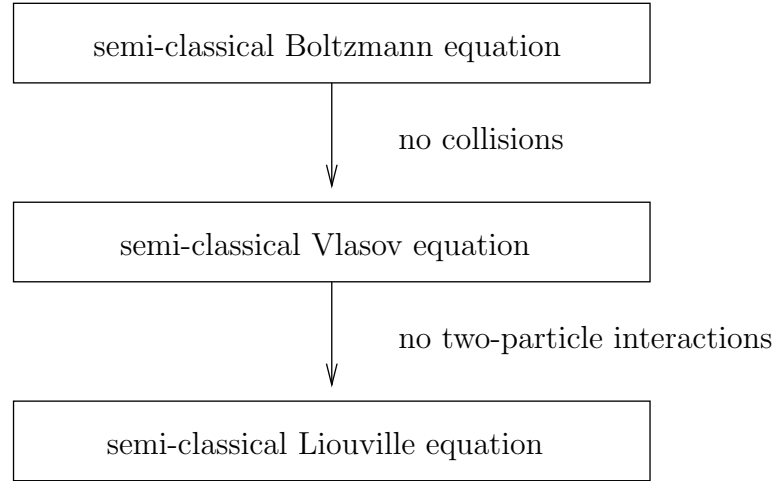 semi-classical Boltzmann equation
no collisions
semi-classical Vlasov equation
no two-particle interactions
semi-classical Liouville equation